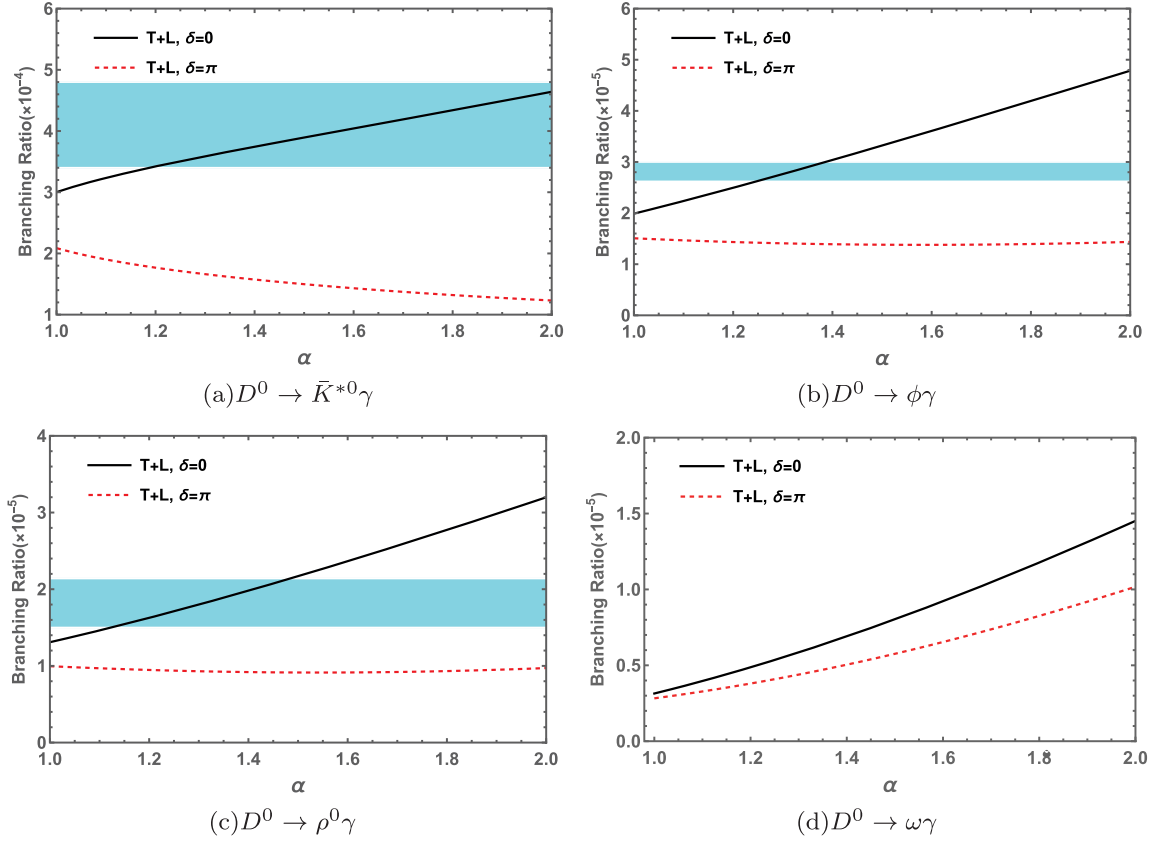 Branching Ratio(×10⁻⁴)
6
5
4
3
2
1
T+L, δ=0
T+L, δ=π
1.0 1.2 1.4 1.6 1.8 2.0
α
(a)D⁰ → K̄*⁰γ
Branching Ratio(×10⁻⁵)
6
5
4
3
2
1
0
T+L, δ=0
T+L, δ=π
1.0 1.2 1.4 1.6 1.8 2.0
α
(b)D⁰ → ϕγ
Branching Ratio(×10⁻⁵)
4
3
2
1
0
T+L, δ=0
T+L, δ=π
1.0 1.2 1.4 1.6 1.8 2.0
α
(c)D⁰ → ρ⁰γ
Branching Ratio(×10⁻⁵)
2.0
1.5
1.0
0.5
0.0
T+L, δ=0
T+L, δ=π
1.0 1.2 1.4 1.6 1.8 2.0
α
(d)D⁰ → ωγ